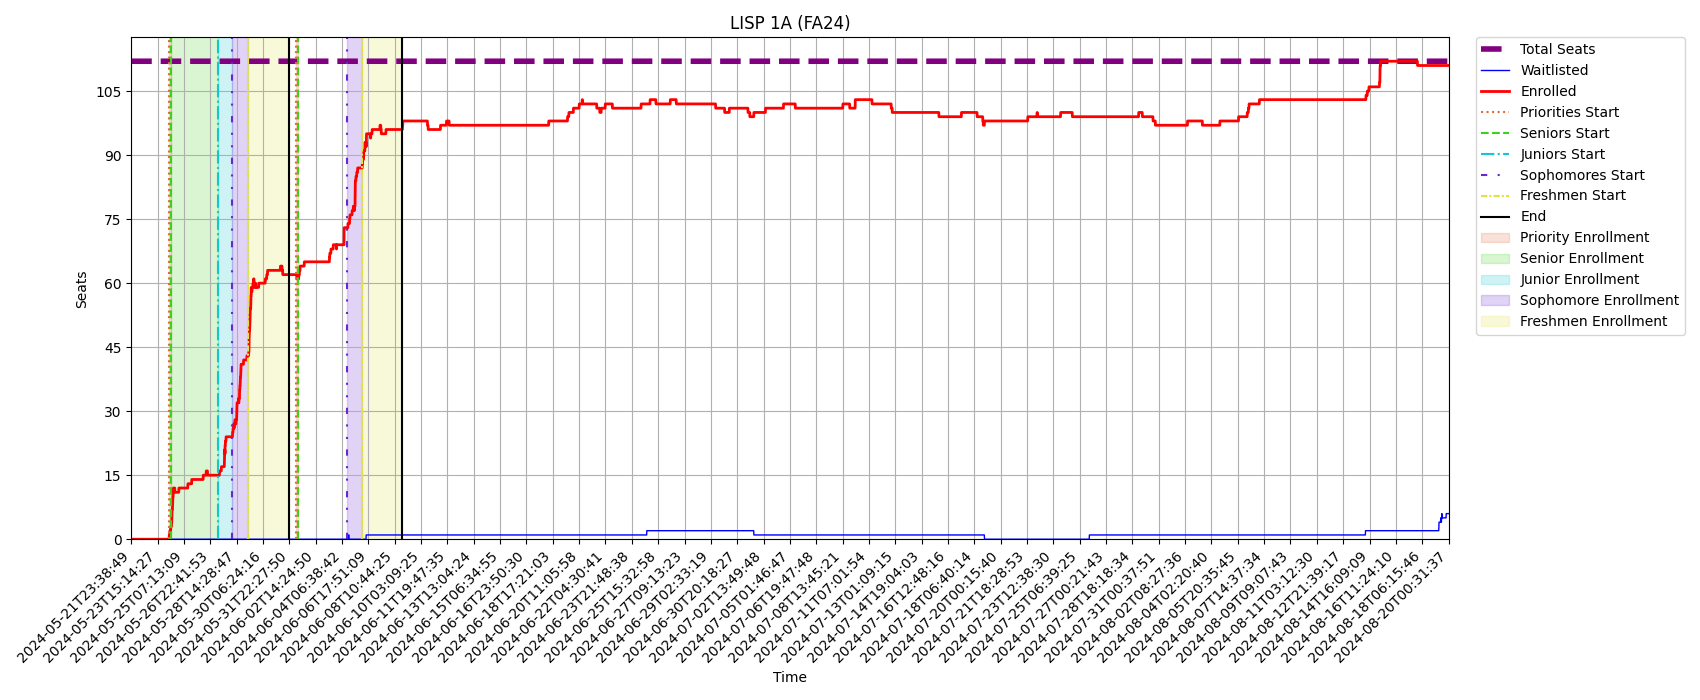 LISP 1A (FA24)
Total Seats
Waitlisted
Enrolled
Priorities Start
Seniors Start
Juniors Start
Sophomores Start
Freshmen Start
End
Priority Enrollment
Senior Enrollment
Junior Enrollment
Sophomore Enrollment
Freshmen Enrollment
Seats
105
90
75
60
45
30
15
0
2024-05-21T23:38:49
2024-05-23T15:14:27
2024-05-25T07:13:09
2024-05-26T22:41:53
2024-05-28T14:28:47
2024-05-30T06:24:16
2024-05-31T22:27:50
2024-06-02T14:24:50
2024-06-04T06:38:42
2024-06-06T17:51:09
2024-06-08T10:44:25
2024-06-10T03:09:25
2024-06-11T19:47:35
2024-06-13T13:04:24
2024-06-15T06:34:55
2024-06-16T23:50:30
2024-06-18T17:21:03
2024-06-20T11:05:58
2024-06-22T04:30:41
2024-06-23T21:48:38
2024-06-25T15:32:58
2024-06-27T09:13:23
2024-06-29T02:33:19
2024-06-30T20:18:27
2024-07-02T13:49:48
2024-07-05T01:46:47
2024-07-06T19:47:48
2024-07-08T13:45:21
2024-07-11T07:01:54
2024-07-13T01:09:15
2024-07-14T19:04:03
2024-07-16T12:48:16
2024-07-18T06:40:14
2024-07-20T00:15:40
2024-07-21T18:28:53
2024-07-23T12:38:30
2024-07-25T06:39:25
2024-07-27T00:21:43
2024-07-28T18:18:34
2024-07-31T00:37:51
2024-08-02T08:27:36
2024-08-04T02:20:40
2024-08-05T20:35:45
2024-08-07T14:37:34
2024-08-09T09:07:43
2024-08-11T03:12:30
2024-08-12T21:39:17
2024-08-14T16:09:09
2024-08-16T11:24:10
2024-08-18T06:15:46
2024-08-20T00:31:37
Time